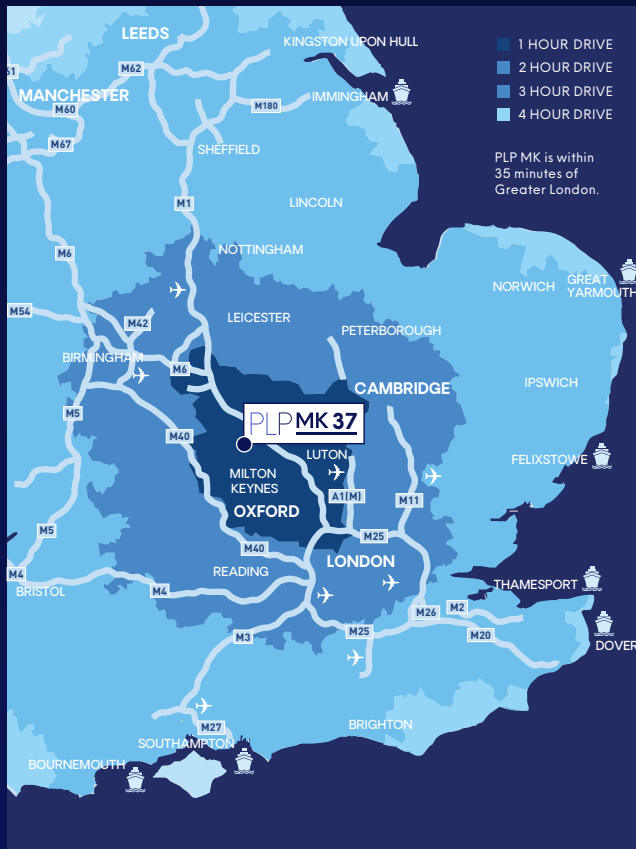 LEEDS
KINGSTON UPON HULL
1 HOUR DRIVE
2 HOUR DRIVE
3 HOUR DRIVE
4 HOUR DRIVE
M62
61
MANCHESTER
M60
IMMINGHAM
M180
M67
SHEFFIELD
PLP MK is within
35 minutes of
Greater London.
M1
LINCOLN
M6
NOTTINGHAM
NORWICH
GREAT
YARMOUTH
M54
M42
LEICESTER
PETERBOROUGH
BIRMINGHAM
M6
CAMBRIDGE
IPSWICH
M5
PLP MK 37
M40
LUTON
FELIXSTOWE
MILTON
KEYNES
A1(M)
M11
OXFORD
M5
M25
M40
LONDON
M4
READING
BRISTOL
M4
THAMESPORT
M26
M2
M3
M25
M20
DOVER
M27
BRIGHTON
SOUTHAMPTON
BOURNEMOUTH